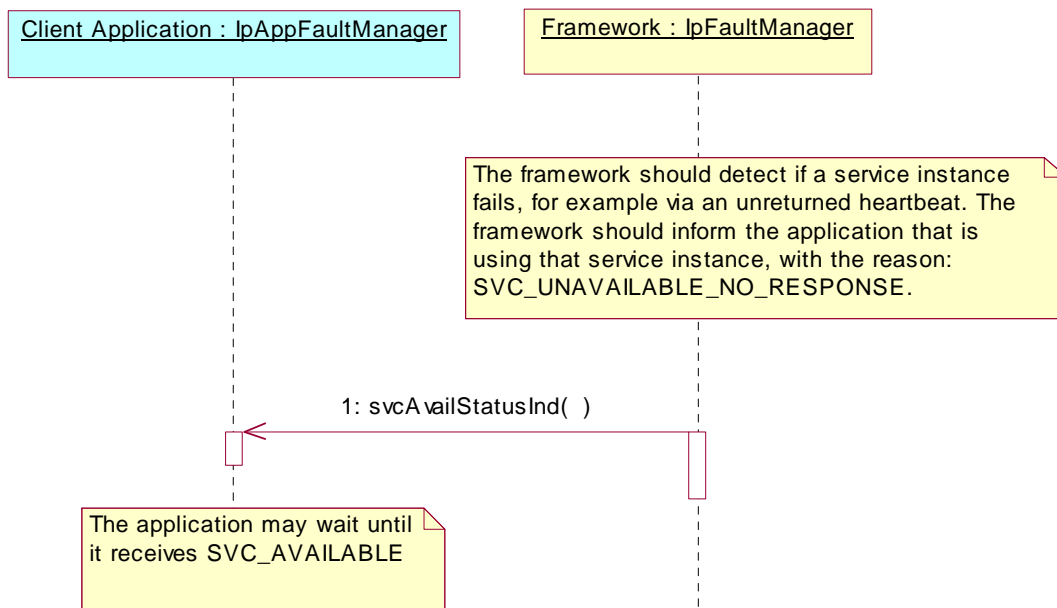 Client Application : IpAppFaultManager
Framework : IpFaultManager
The framework should detect if a service instance
fails, for example via an unreturned heartbeat. The
framework should inform the application that is
using that service instance, with the reason:
SVC_UNAVAILABLE_NO_RESPONSE.
1: svcAvailStatusInd( )
The application may wait until
it receives SVC_AVAILABLE